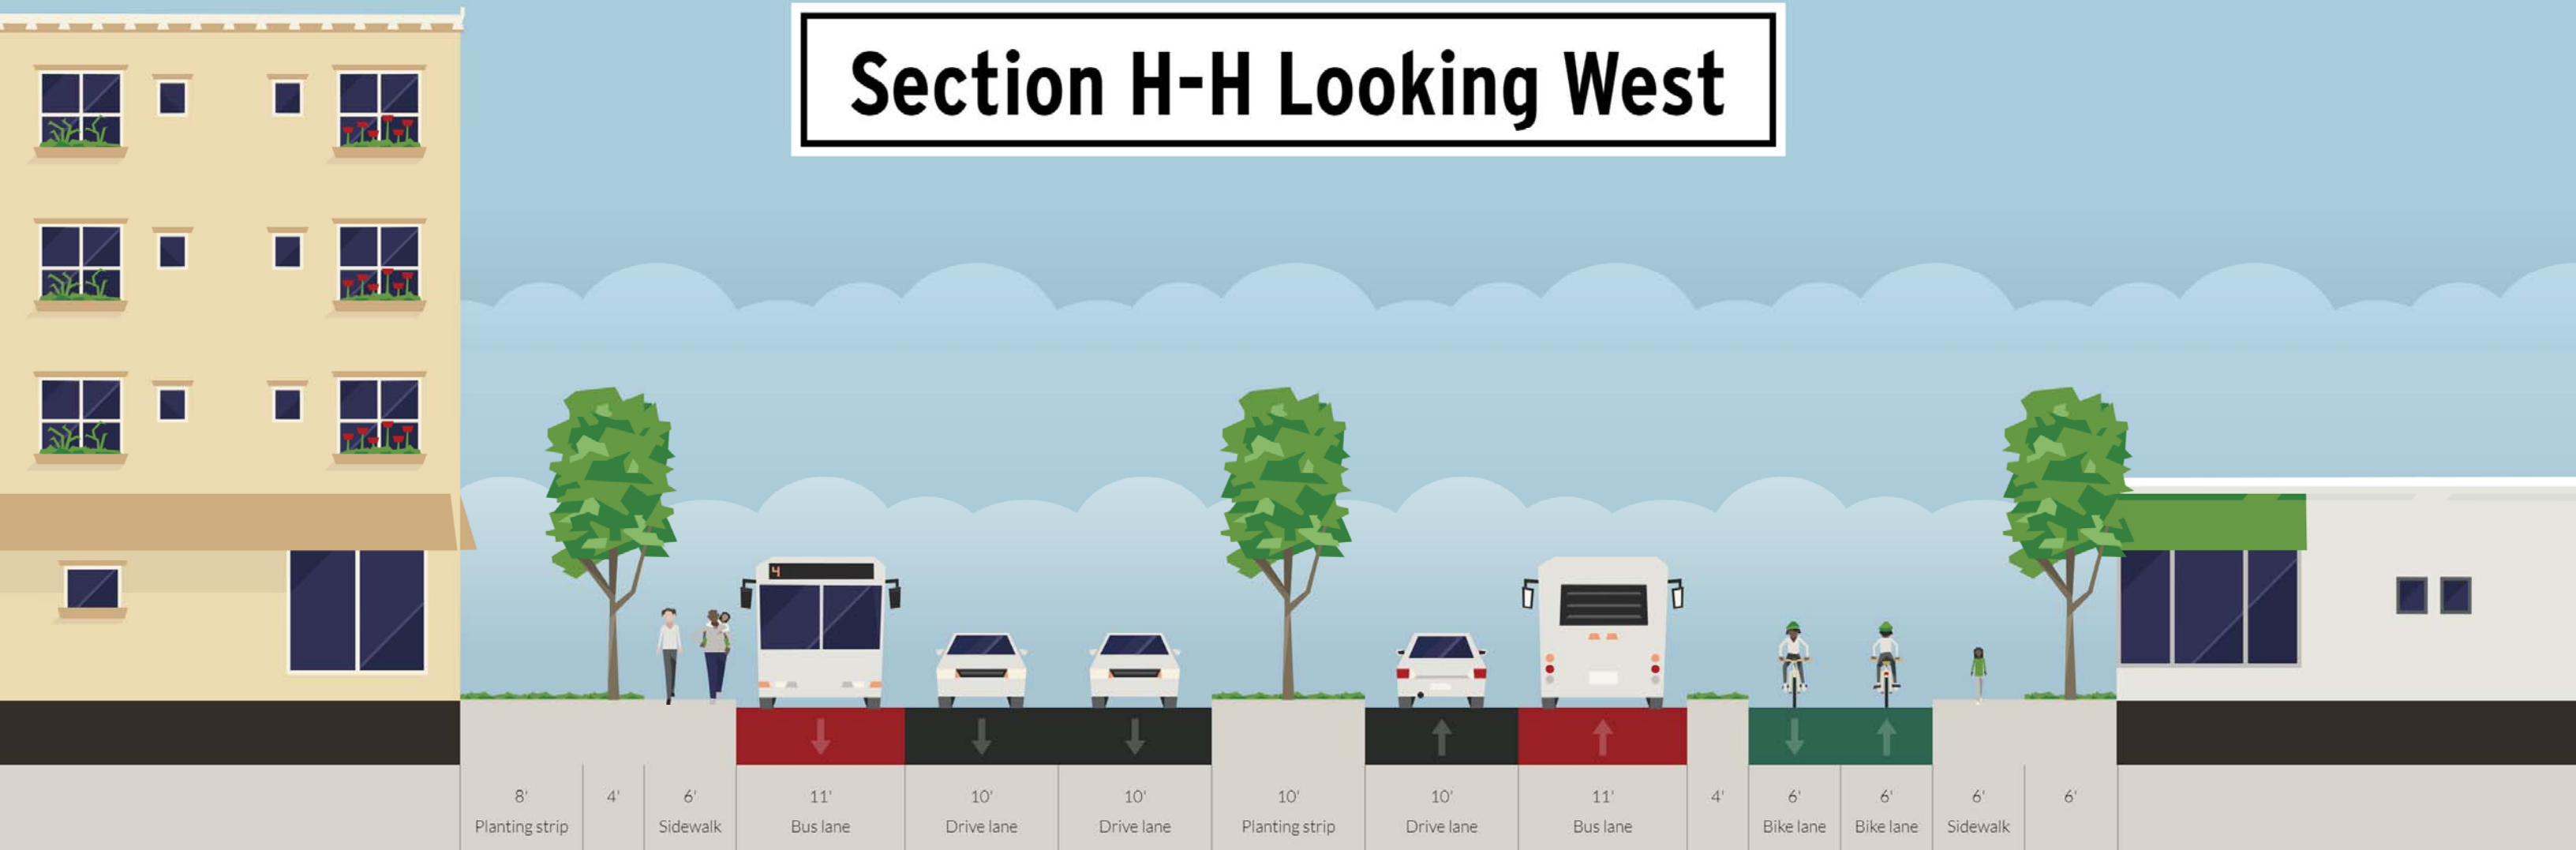 Section H-H Looking West
4
8' 4' 6' 11' 10' 10' 10' 10' 11' 4' 6' 6' 6' 6'
Planting strip Sidewalk Bus lane Drive lane Drive lane Planting strip Drive lane Bus lane Bike lane Bike lane Sidewalk